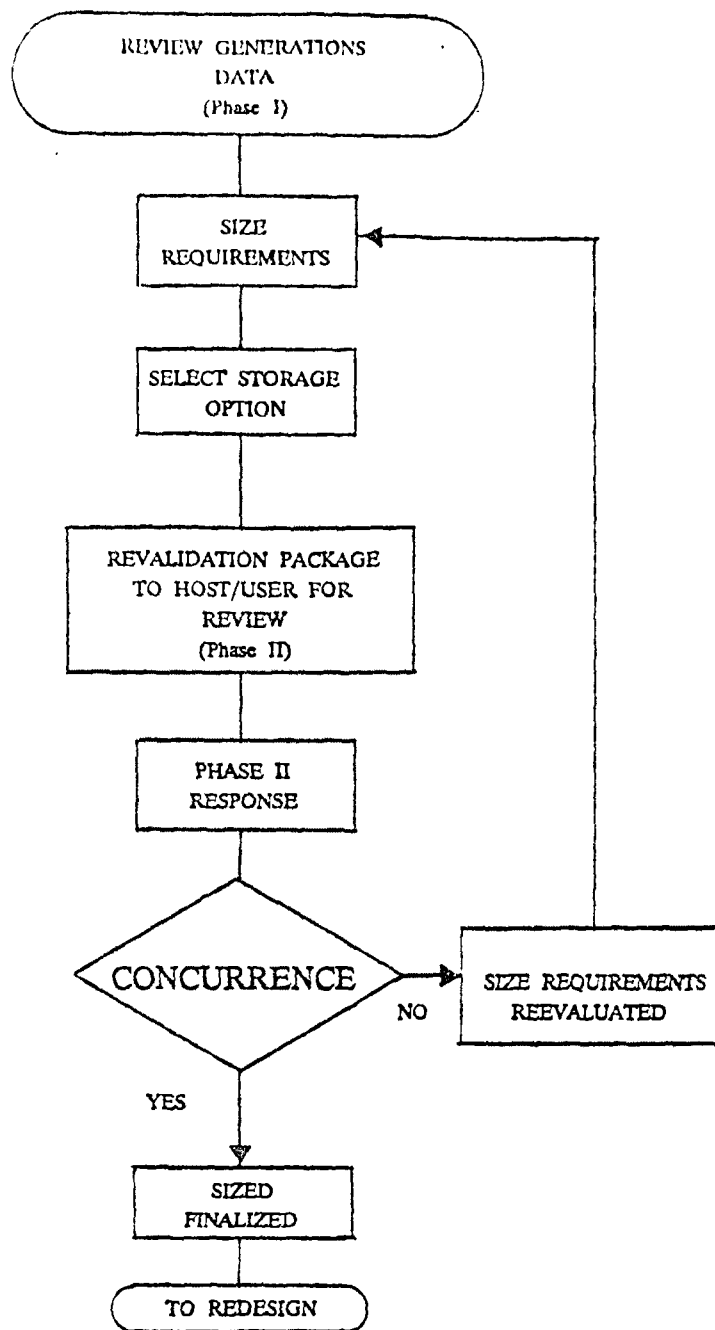 REVIEW GENERATIONS
DATA
(Phase I)
SIZE
REQUIREMENTS
SELECT STORAGE
OPTION
REVALIDATION PACKAGE
TO HOST/USER FOR
REVIEW
(Phase II)
PHASE II
RESPONSE
CONCURRENCE
NO
SIZE REQUIREMENTS
REEVALUATED
YES
SIZED
FINALIZED
TO REDESIGN